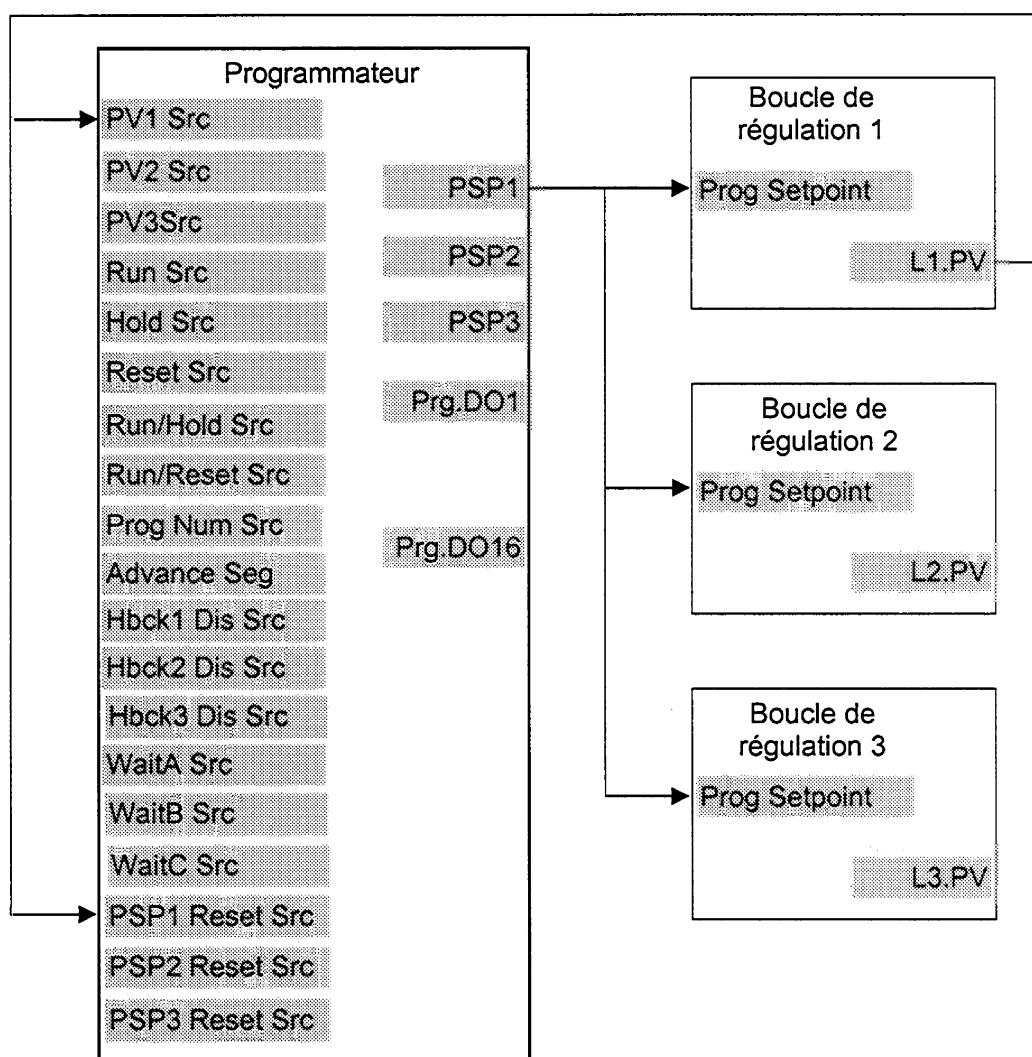 Programmateur
PV1 Src
PV2 Src
PV3Src
Run Src
Hold Src
Reset Src
Run/Hold Src
Run/Reset Src
Prog Num Src
Advance Seg
Hbck1 Dis Src
Hbck2 Dis Src
Hbck3 Dis Src
WaitA Src
WaitB Src
WaitC Src
PSP1 Reset Src
PSP2 Reset Src
PSP3 Reset Src
PSP1
PSP2
PSP3
Prg.DO1
Prg.DO16
Boucle de
régulation 1
Prog Setpoint
L1.PV
Boucle de
régulation 2
Prog Setpoint
L2.PV
Boucle de
régulation 3
Prog Setpoint
L3.PV